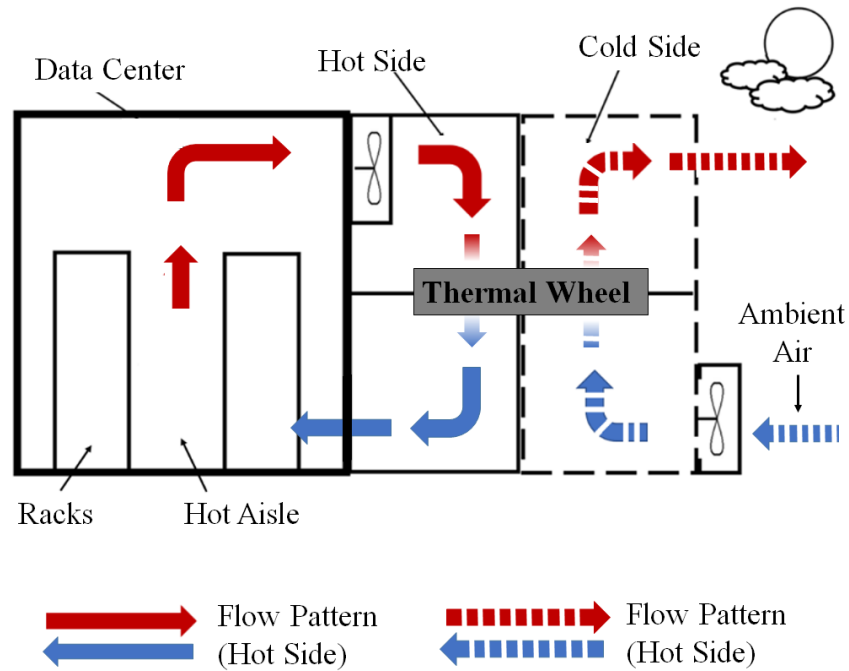 Data Center
Hot Side
Cold Side
Thermal Wheel
Ambient
Air
Racks
Hot Aisle
Flow Pattern
(Hot Side)
Flow Pattern
(Hot Side)